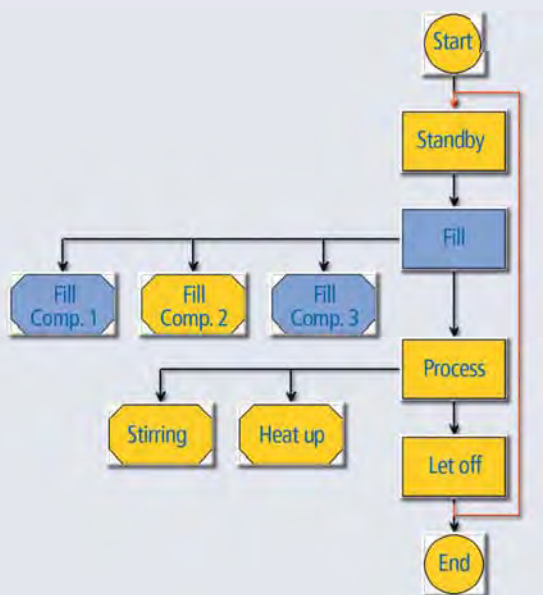 Start
Standby
Fill
Fill
Comp. 1
Fill
Comp. 2
Fill
Comp. 3
Process
Stirring
Heat up
Let off
End